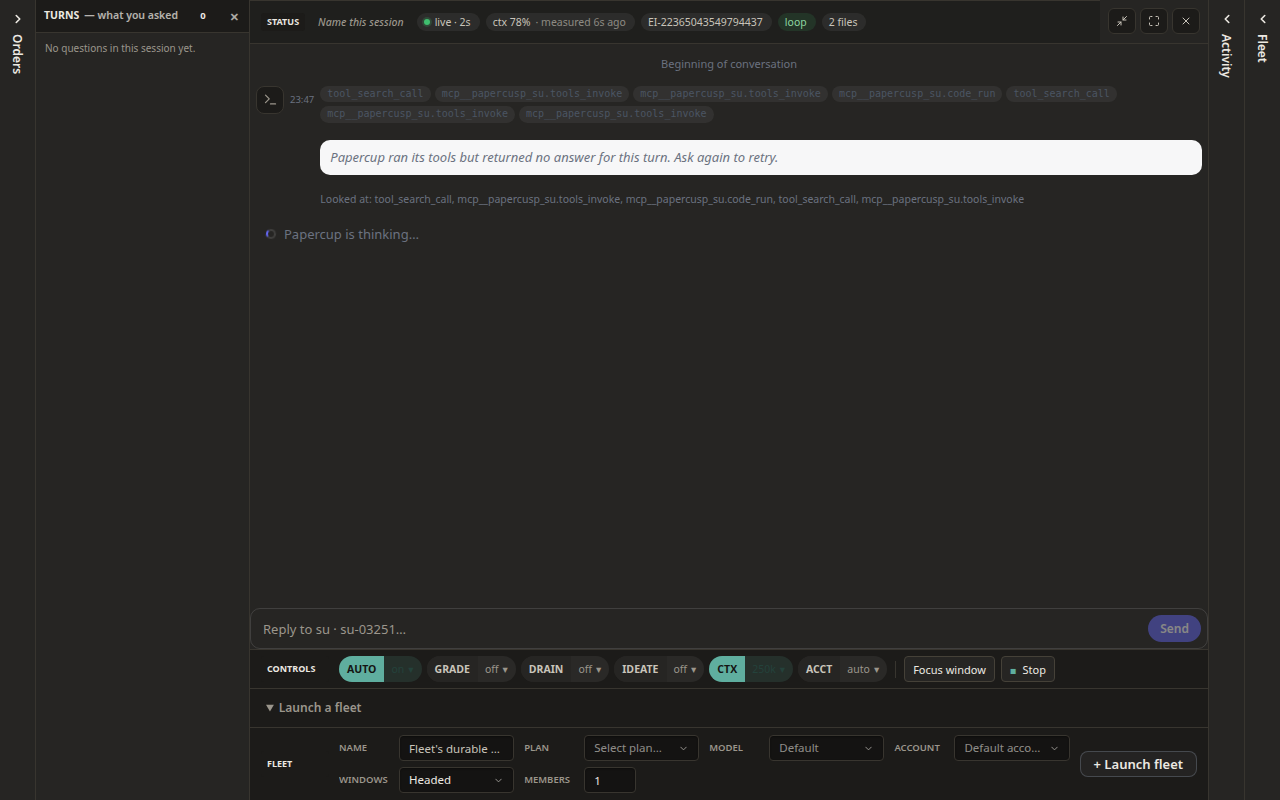 Orders
TURNS — what you asked 0 ×
No questions in this session yet.
STATUS Name this session live · 2s ctx 78% · measured 6s ago EI-22365043549794437 loop 2 files
Activity
Fleet
Beginning of conversation
23:47 tool_search_call mcp__papercusp_su.tools_invoke mcp__papercusp_su.tools_invoke mcp__papercusp_su.code_run tool_search_call
mcp__papercusp_su.tools_invoke mcp__papercusp_su.tools_invoke
Papercup ran its tools but returned no answer for this turn. Ask again to retry.
Looked at: tool_search_call, mcp__papercusp_su.tools_invoke, mcp__papercusp_su.code_run, tool_search_call, mcp__papercusp_su.tools_invoke
Papercup is thinking...
Reply to su · su-03251... Send
CONTROLS AUTO on ▾ GRADE off ▾ DRAIN off ▾ IDEATE off ▾ CTX 250k ▾ ACCT auto ▾ Focus window Stop
▼ Launch a fleet
NAME Fleet's durable ... PLAN Select plan... MODEL Default ACCOUNT Default acco...
FLEET + Launch fleet
WINDOWS Headed MEMBERS 1